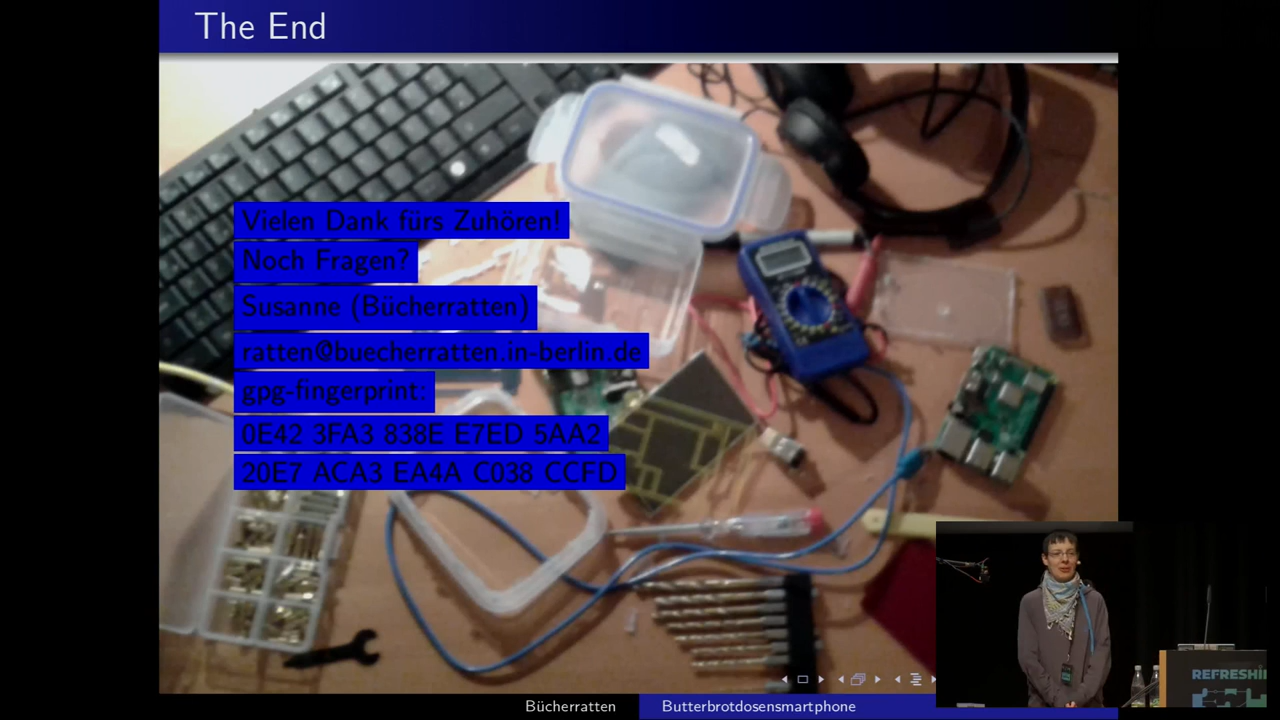 The End
Vielen Dank fürs Zuhören!
Noch Fragen?
Susanne (Bücherratten)
ratten@buecherratten.in-berlin.de
gpg-fingerprint:
0E42 3FA3 838E E7ED 5AA2
20E7 ACA3 EA4A C038 CCFD
Bücherratten
Butterbrotdosensmartphone